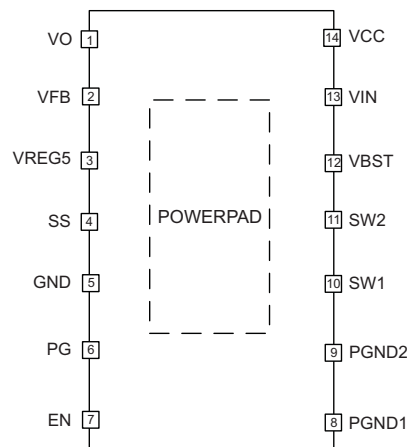 VO 1
14 VCC
VFB 2
13 VIN
VREG5 3
12 VBST
SS 4
POWERPAD
11 SW2
GND 5
10 SW1
PG 6
9 PGND2
EN 7
8 PGND1